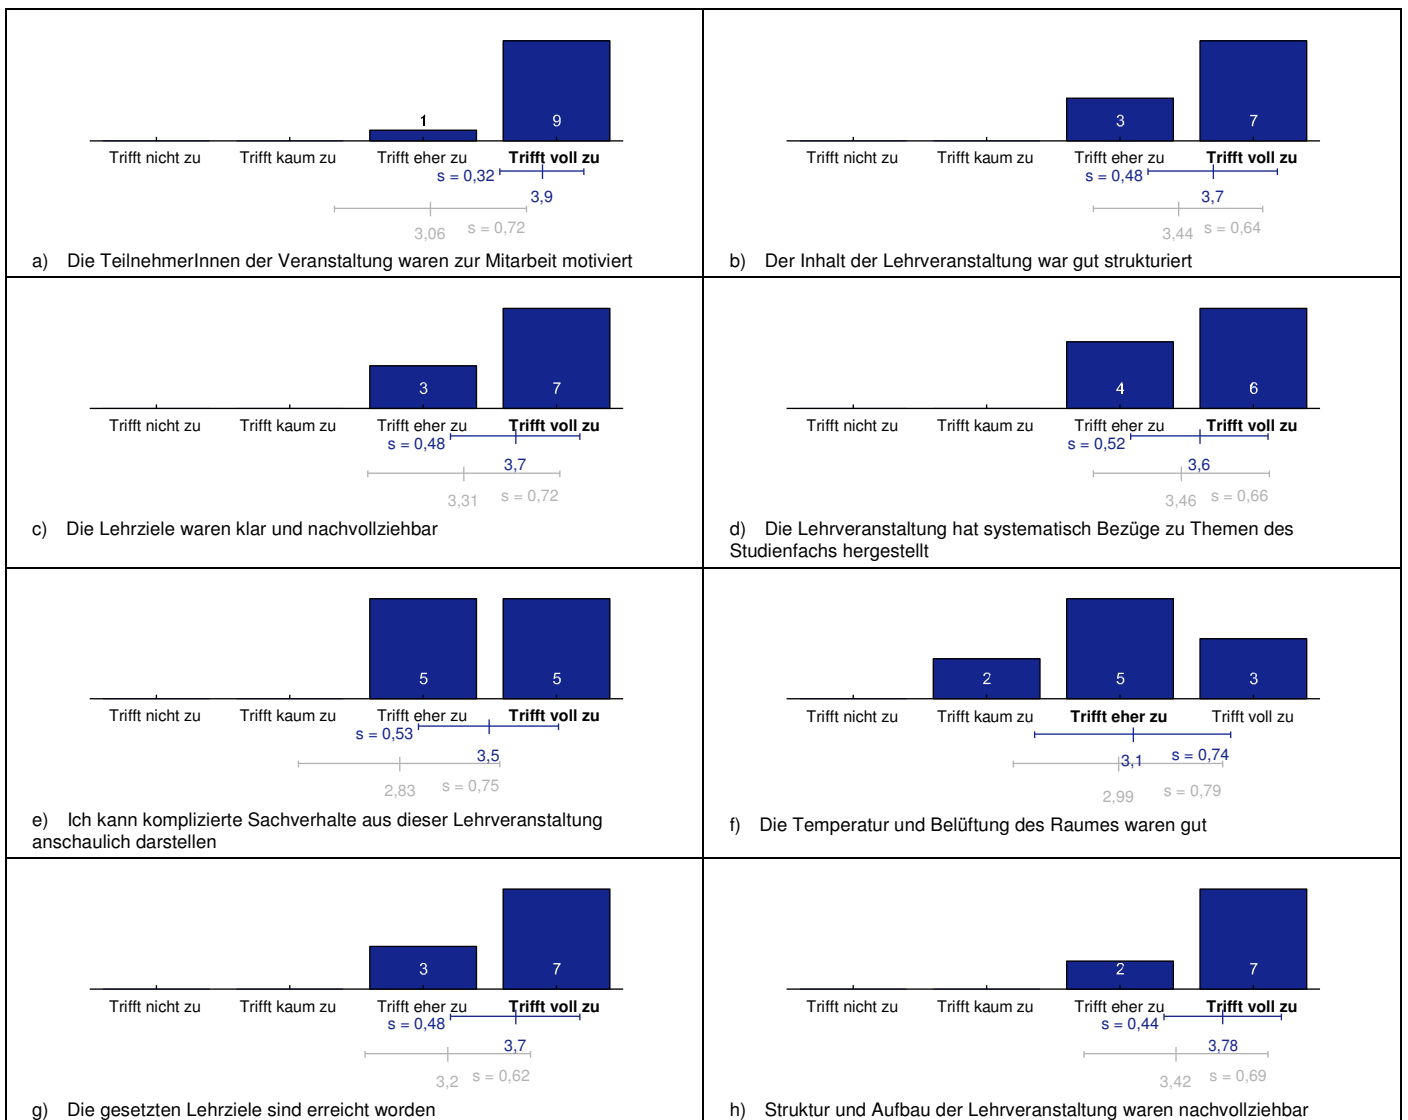 1
9
Trifft nicht zu
Trifft kaum zu
Trifft eher zu
Trifft voll zu
s = 0,32
3,9
3,06
s = 0,72
a) Die TeilnehmerInnen der Veranstaltung waren zur Mitarbeit motiviert
3
7
Trifft nicht zu
Trifft kaum zu
Trifft eher zu
Trifft voll zu
s = 0,48
3,7
3,44
s = 0,64
b) Der Inhalt der Lehrveranstaltung war gut strukturiert
3
7
Trifft nicht zu
Trifft kaum zu
Trifft eher zu
Trifft voll zu
s = 0,48
3,7
3,31
s = 0,72
c) Die Lehrziele waren klar und nachvollziehbar
4
6
Trifft nicht zu
Trifft kaum zu
Trifft eher zu
Trifft voll zu
s = 0,52
3,6
3,46
s = 0,66
d) Die Lehrveranstaltung hat systematisch Bezüge zu Themen des
Studienfachs hergestellt
5
5
Trifft nicht zu
Trifft kaum zu
Trifft eher zu
Trifft voll zu
s = 0,53
3,5
2,83
s = 0,75
e) Ich kann komplizierte Sachverhalte aus dieser Lehrveranstaltung
anschaulich darstellen
2
5
3
Trifft nicht zu
Trifft kaum zu
Trifft eher zu
Trifft voll zu
3,1
s = 0,74
2,99
s = 0,79
f) Die Temperatur und Belüftung des Raumes waren gut
3
7
Trifft nicht zu
Trifft kaum zu
Trifft eher zu
Trifft voll zu
s = 0,48
3,7
3,2
s = 0,62
g) Die gesetzten Lehrziele sind erreicht worden
2
7
Trifft nicht zu
Trifft kaum zu
Trifft eher zu
Trifft voll zu
s = 0,44
3,78
3,42
s = 0,69
h) Struktur und Aufbau der Lehrveranstaltung waren nachvollziehbar